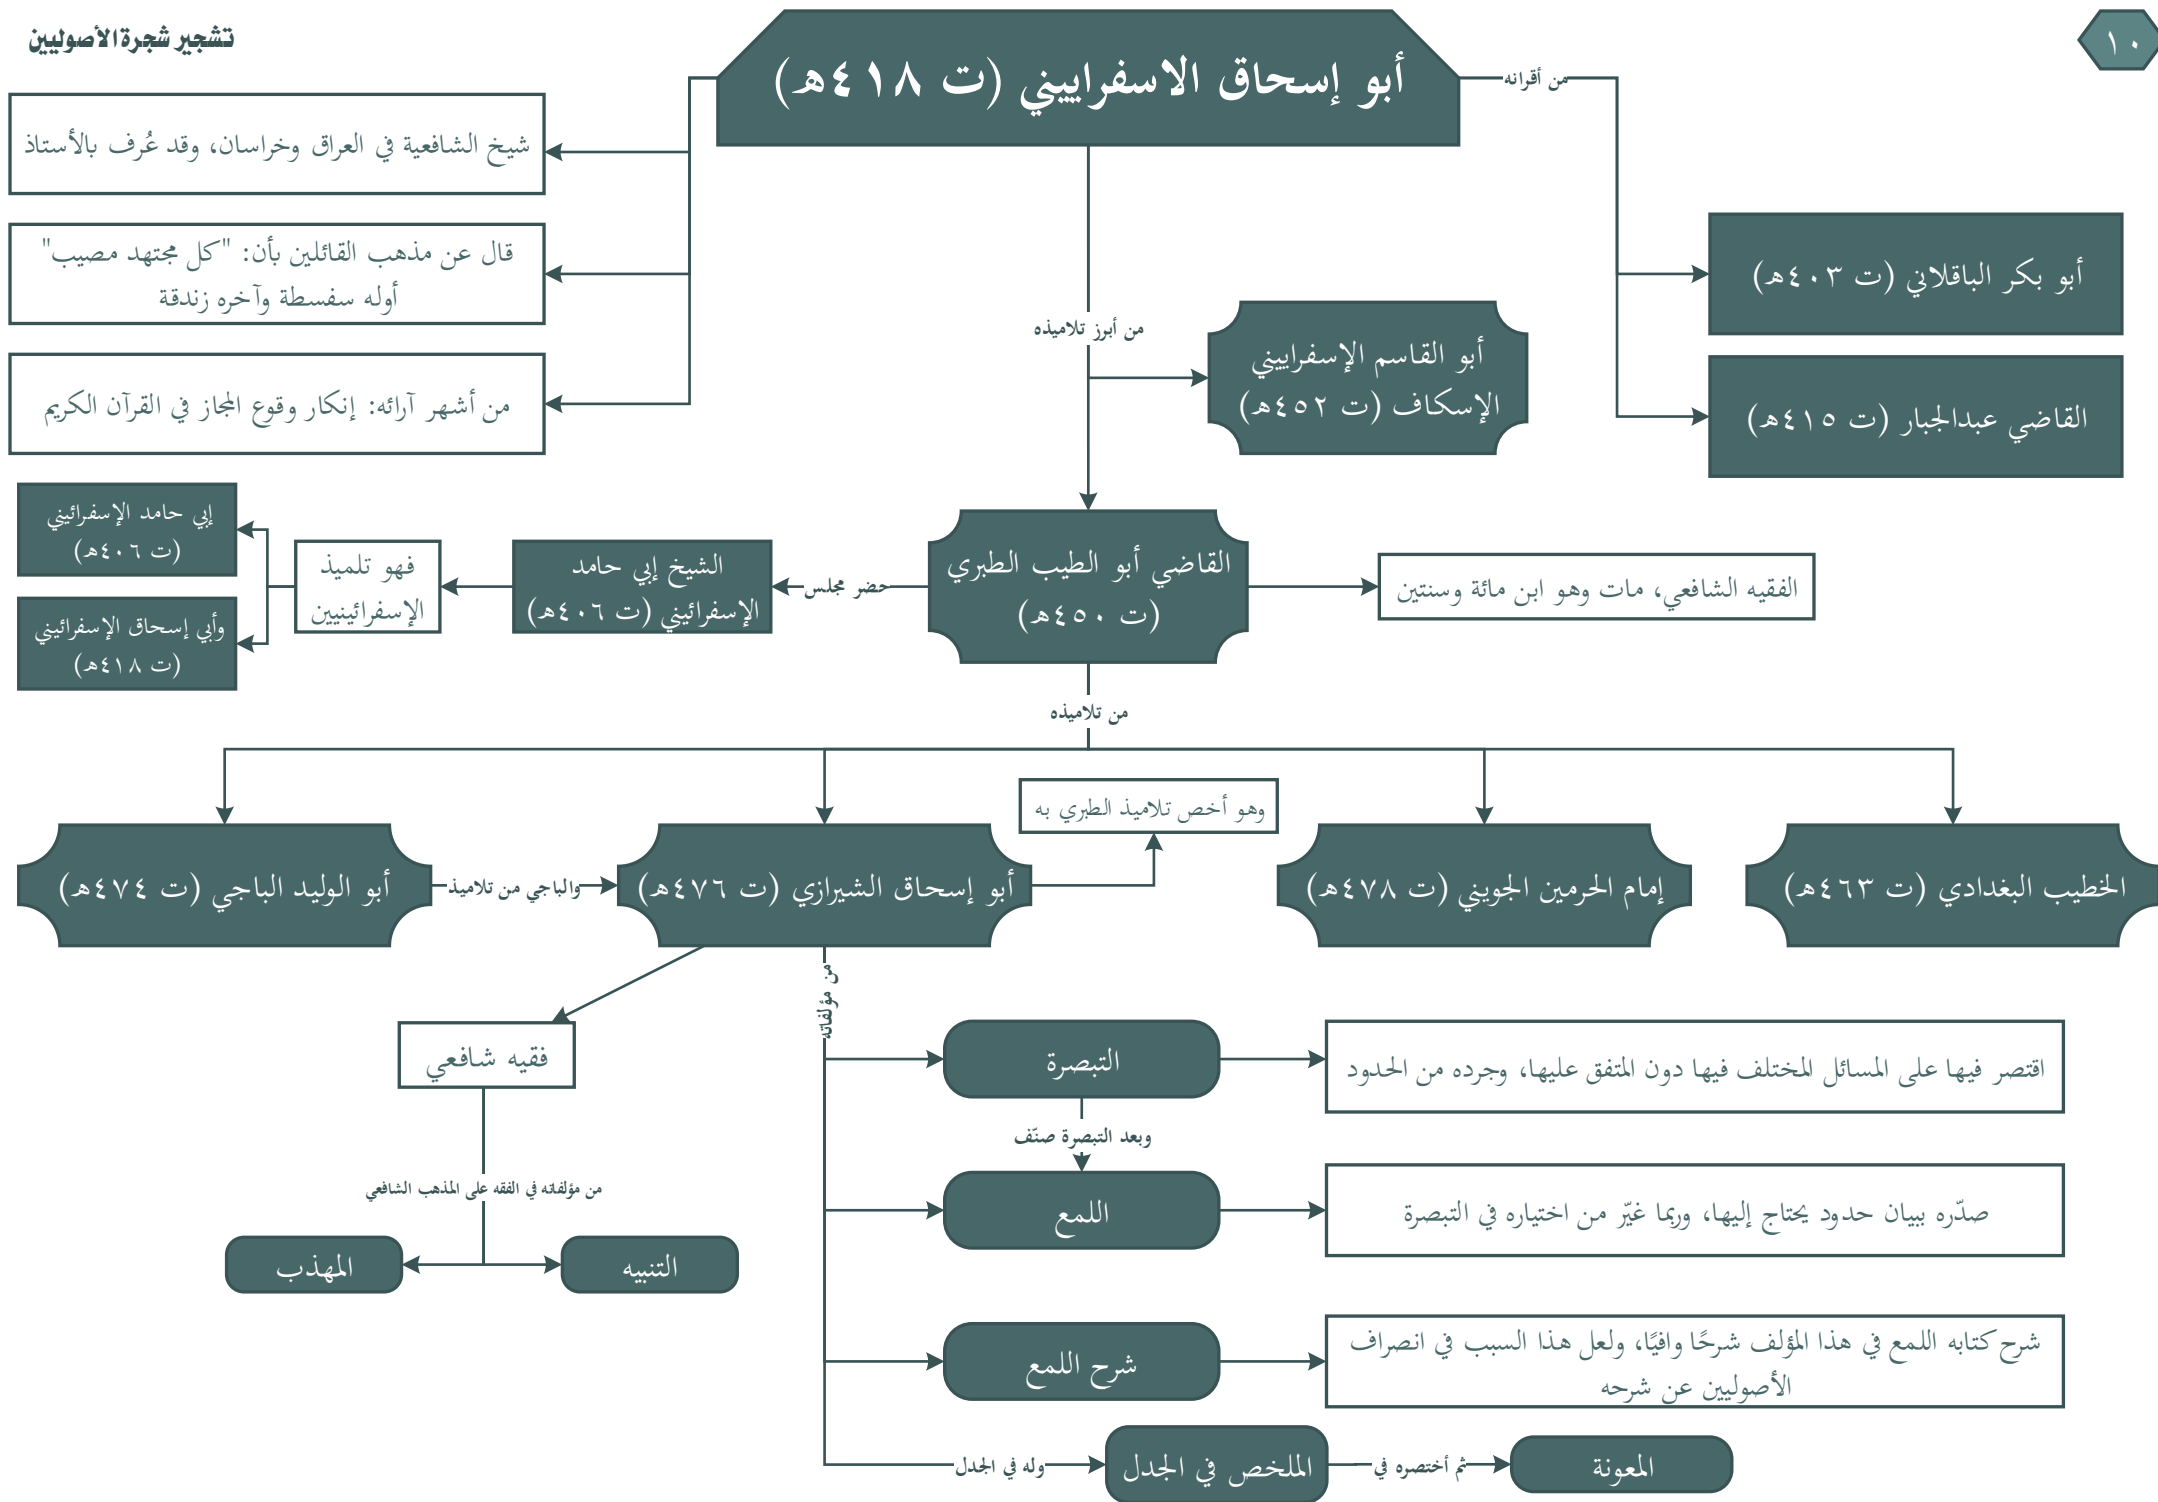 ١٠
تشجير شجرة الأصوليين
أبو إسحاق الاسفراييني (ت ٤١٨هـ)
من أقرانه
أبو بكر الباقلاني (ت ٤٠٣هـ)
القاضي عبدالجبار (ت ٤١٥هـ)
شيخ الشافعية في العراق وخراسان، وقد عُرف بالأستاذ
قال عن مذهب القائلين بأن: "كل مجتهد مصيب"
أوله سفسطة وآخره زندقة
من أشهر آرائه: إنكار وقوع المجاز في القرآن الكريم
من أبرز تلاميذه
أبو القاسم الإسفراييني
الإسكاف (ت ٤٥٢هـ)
القاضي أبو الطيب الطبري
(ت ٤٥٠هـ)
الفقيه الشافعي، مات وهو ابن مائة وسنتين
حضر مجلس
الشيخ إبي حامد
الإسفرائيني (ت ٤٠٦هـ)
فهو تلميذ
الإسفرائينيين
إبي حامد الإسفرائيني
(ت ٤٠٦هـ)
وأبي إسحاق الإسفرائيني
(ت ٤١٨هـ)
من تلاميذه
وهو أخص تلاميذ الطبري به
الخطيب البغدادي (ت ٤٦٣هـ)
إمام الحرمين الجويني (ت ٤٧٨هـ)
أبو إسحاق الشيرازي (ت ٤٧٦هـ)
والباجي من تلاميذ
أبو الوليد الباجي (ت ٤٧٤هـ)
من مؤلفاته
التبصرة
اقتصر فيها على المسائل المختلف فيها دون المتفق عليها، وجرده من الحدود
وبعد التبصرة صنّف
اللمع
صدّره ببيان حدود يحتاج إليها، وربما غيّر من اختياره في التبصرة
شرح اللمع
شرح كتابه اللمع في هذا المؤلف شرحًا وافيًا، ولعل هذا السبب في انصراف
الأصوليين عن شرحه
وله في الجدل
الملخص في الجدل
ثم أختصره في
المعونة
فقيه شافعي
من مؤلفاته في الفقه على المذهب الشافعي
التنبيه
المهذب